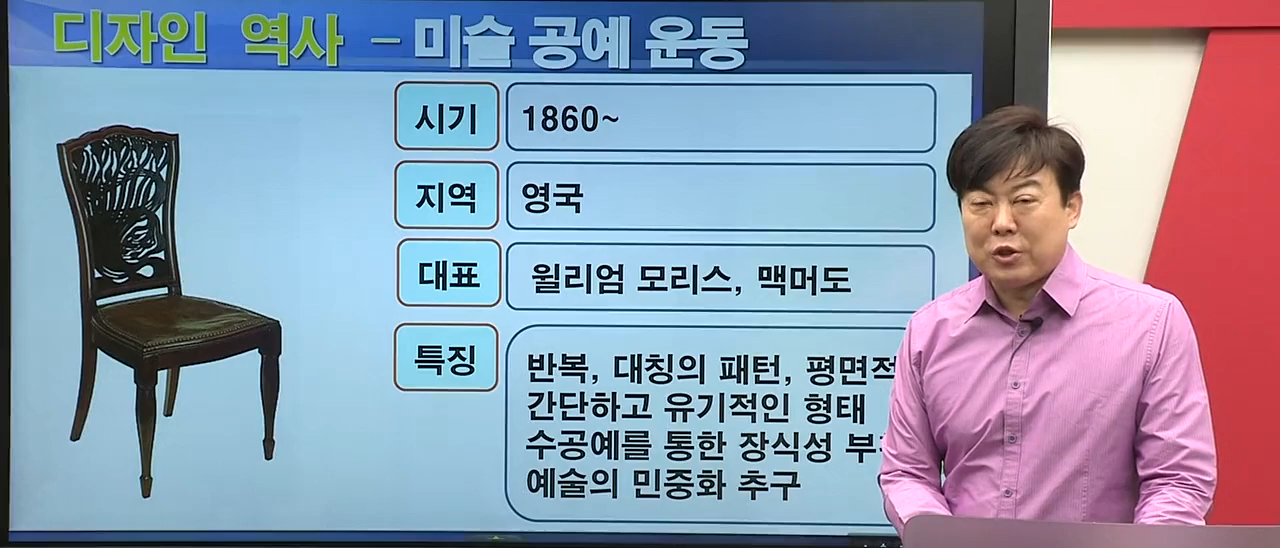 디자인 역사 - 미술 공예 운동
시기 1860~
지역 영국
대표 윌리엄 모리스, 맥머도
특징
반복, 대칭의 패턴, 평면적
간단하고 유기적인 형태
수공예를 통한 장식성
예술의 민중화 추구